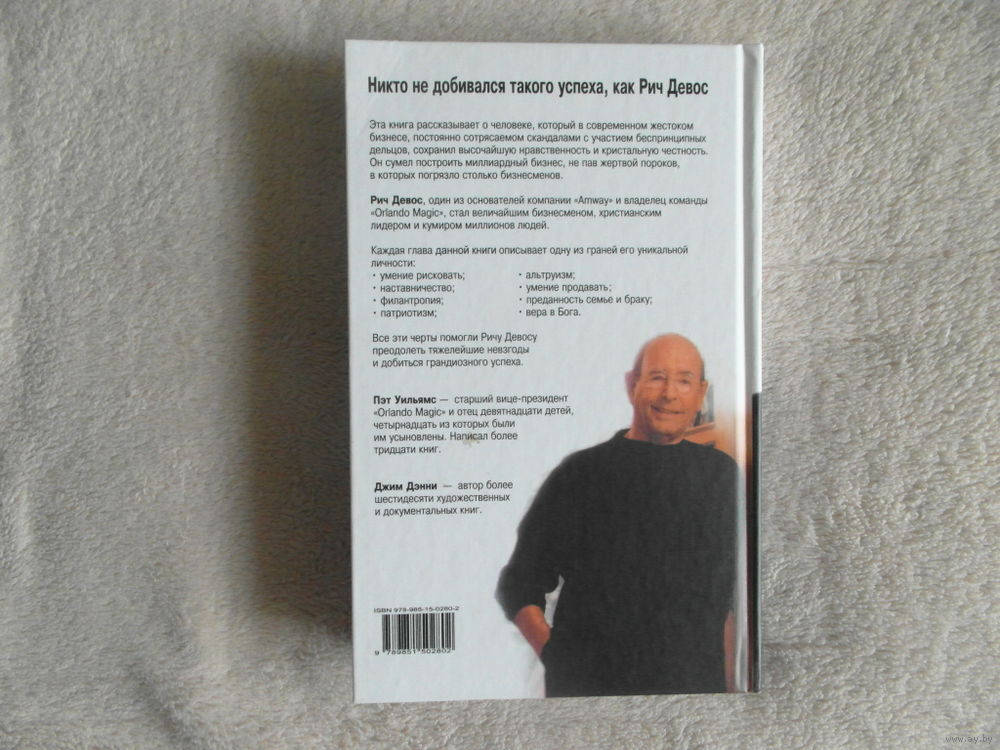 Никто не добивался такого успеха, как Рич Девос
Эта книга рассказывает о человеке, который в современном жестоком
бизнесе, постоянно сотрясаемом скандалами с участием беспринципных
дельцов, сохранил высочайшую нравственность и кристальную честность.
Он сумел построить миллиардный бизнес, не пав жертвой пороков,
в которых погрязло столько бизнесменов.
Рич Девос, один из основателей компании «Amway» и владелец команды
«Orlando Magic», стал величайшим бизнесменом, христианским
лидером и кумиром миллионов людей.
Каждая глава данной книги описывает одну из граней его уникальной
личности:
• умение рисковать;
• наставничество;
• филантропия;
• патриотизм;
• альтруизм;
• умение продавать;
• преданность семье и браку;
• вера в Бога.
Все эти черты помогли Ричу Девосу
преодолеть тяжелейшие невзгоды
и добиться грандиозного успеха.
Пэт Уильямс — старший вице-президент
«Orlando Magic» и отец девятнадцати детей,
четырнадцать из которых были
им усыновлены. Написал более
тридцати книг.
Джим Дэнни — автор более
шестидесяти художественных
и документальных книг.
ISBN 978-985-15-0280-2
9 789851 502802
www.ay.by